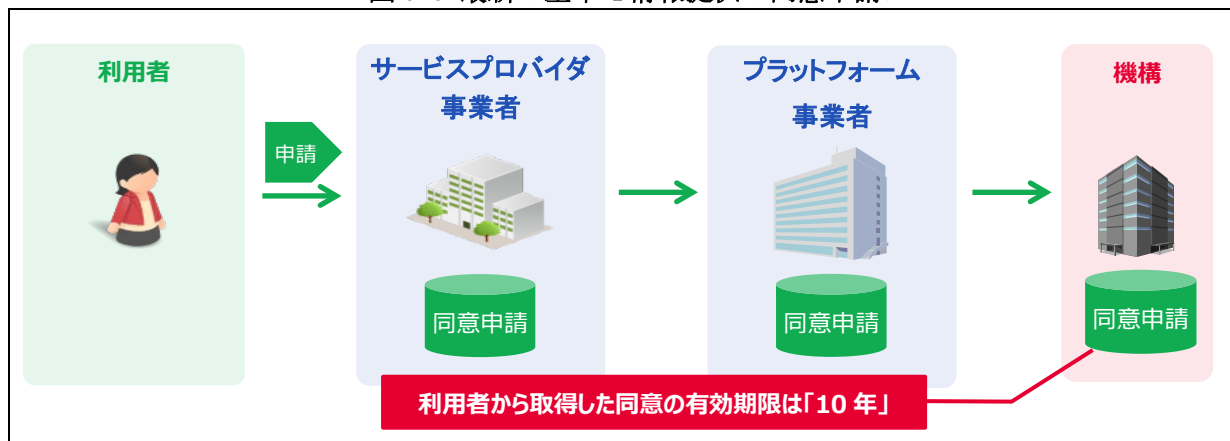 利用者
サービスプロバイダ
事業者
プラットフォーム
事業者
機構
申請
同意申請
同意申請
同意申請
利用者から取得した同意の有効期限は「10 年」